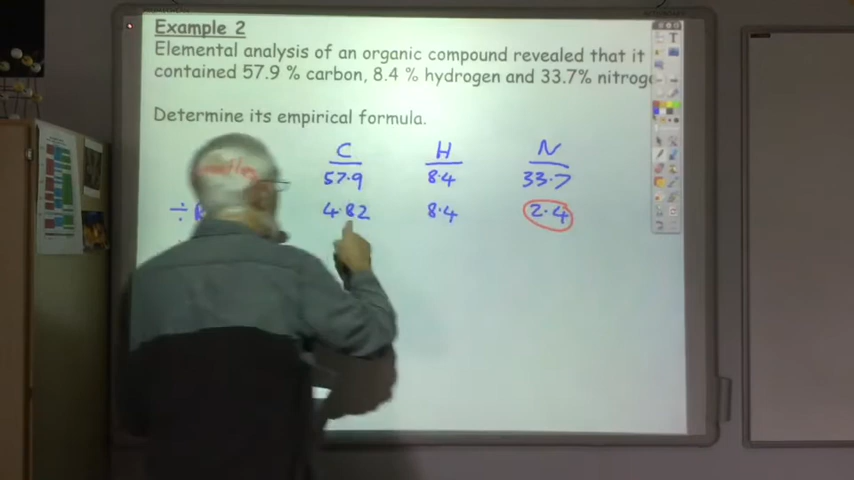 Example 2
Elemental analysis of an organic compound revealed that it
contained 57.9 % carbon, 8.4 % hydrogen and 33.7% nitroge
Determine its empirical formula.
C H N
57.9 8.4 33.7
÷ 4.82 8.4 2.4
T